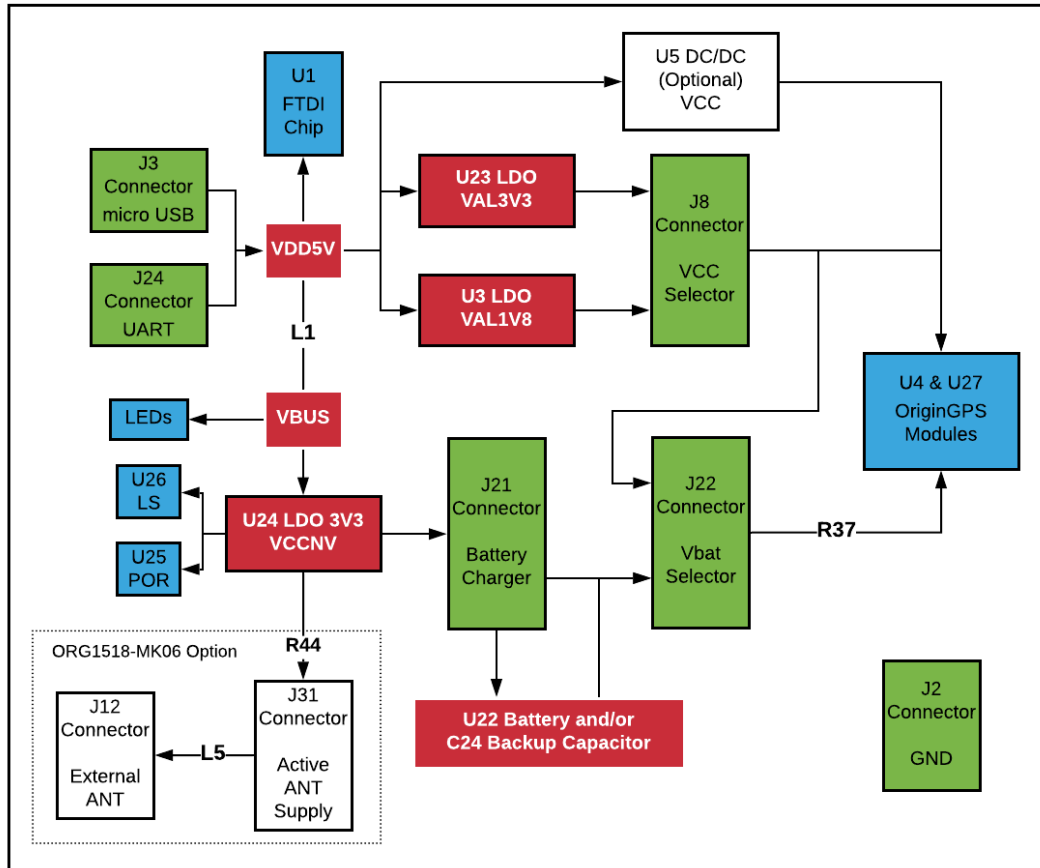 U1
FTDI
Chip
U5 DC/DC
(Optional)
VCC
J3
Connector
micro USB
U23 LDO
VAL3V3
J8
Connector
VCC
Selector
VDD5V
J24
Connector
UART
U3 LDO
VAL1V8
L1
U4 & U27
OriginGPS
Modules
LEDs
VBUS
U26
LS
U25
POR
U24 LDO 3V3
VCCNV
J21
Connector
Battery
Charger
J22
Connector
Vbat
Selector
R37
R44
ORG1518-MK06 Option
J12
Connector
External
ANT
L5
J31
Connector
Active
ANT
Supply
U22 Battery and/or
C24 Backup Capacitor
J2
Connector
GND